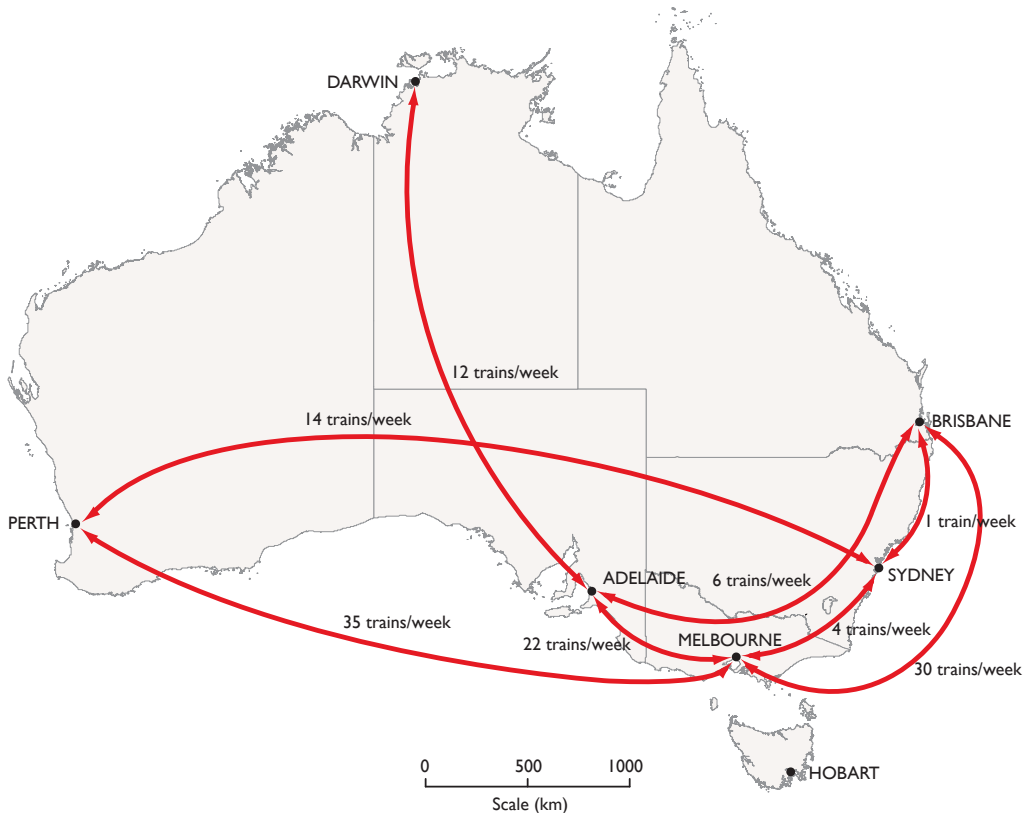 DARWIN
12 trains/week
14 trains/week
BRISBANE
PERTH
1 train/week
ADELAIDE
6 trains/week
SYDNEY
35 trains/week
22 trains/week
MELBOURNE
4 trains/week
30 trains/week
0 500 1000
Scale (km)
HOBART